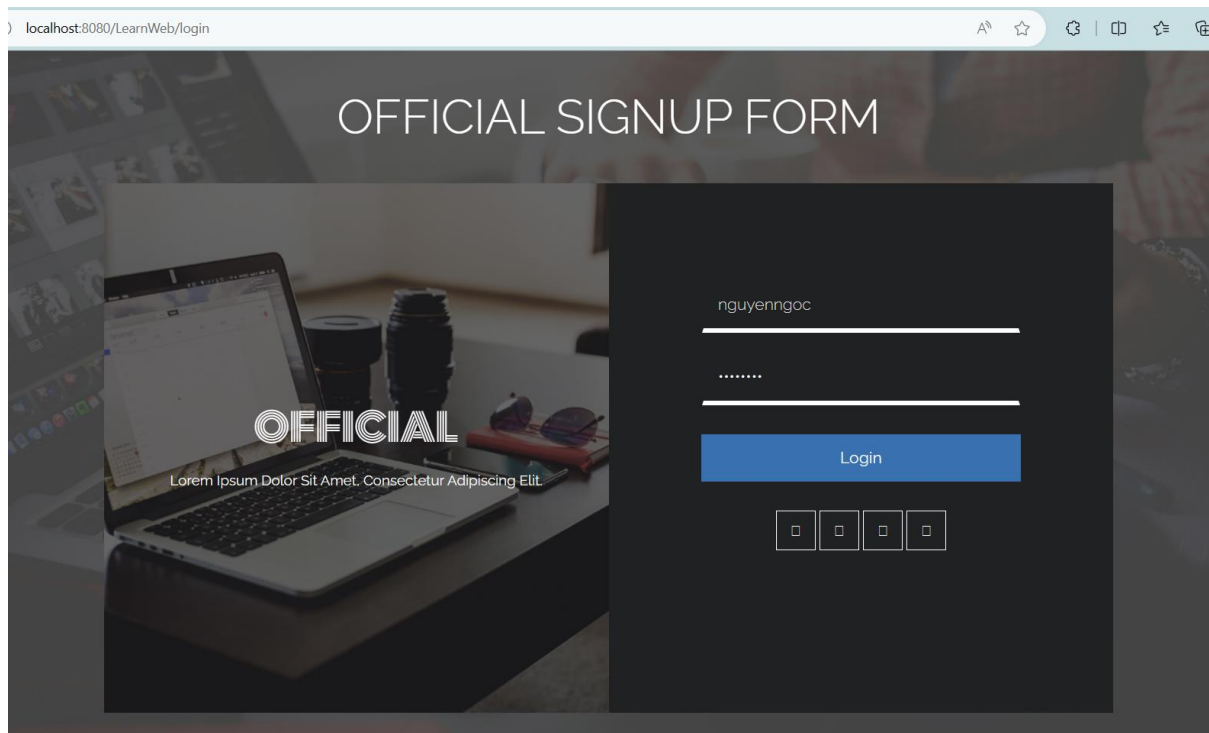 localhost:8080/LearnWeb/login
OFFICIAL SIGNUP FORM
nguyenngoc
........
OFFICIAL
Login
Lorem Ipsum Dolor Sit Amet, Consectetur Adipiscing Elit.